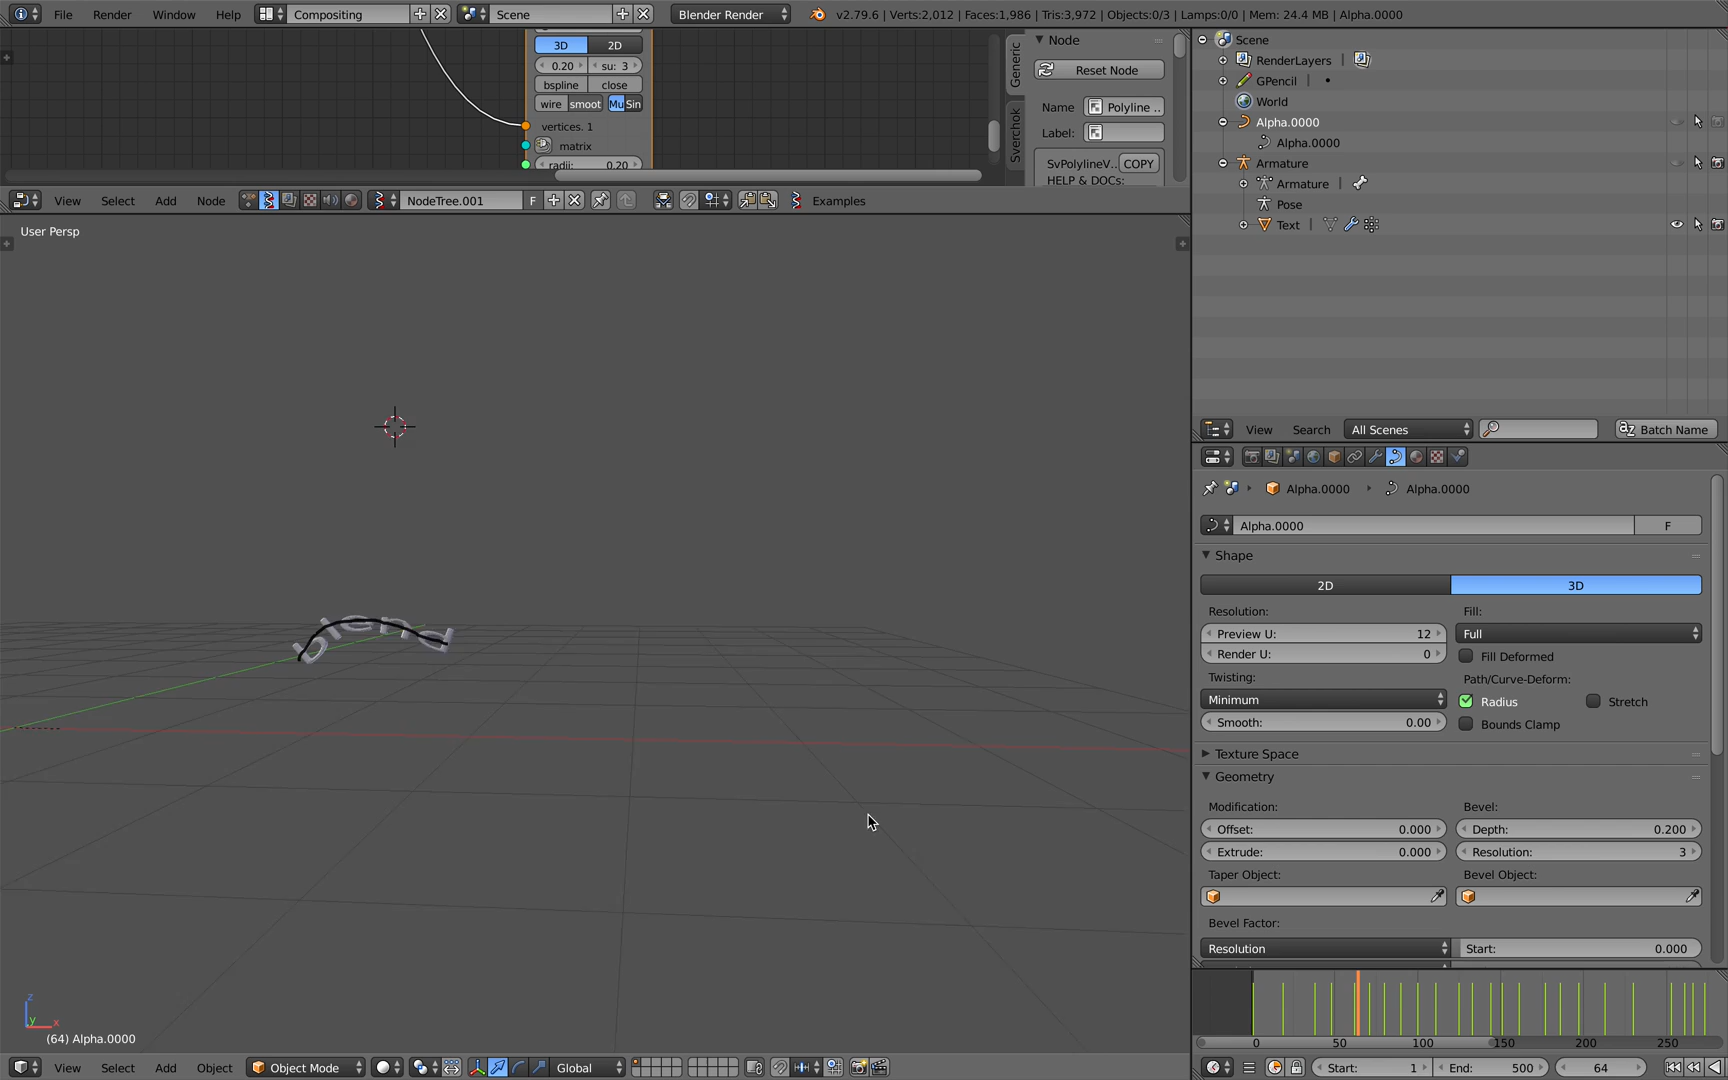 File Render Window Help Compositing Scene Blender Render v2.79.6 | Verts:2,012 | Faces:1,986 | Tris:3,972 | Objects:0/3 | Lamps:0/0 | Mem: 24.4 MB | Alpha.0000
3D 2D
0.20 su: 3
bspline close
wire smoot Mu Sin
vertices. 1
matrix
radii: 0.20
Generic
Sverchok
Node
Reset Node
Name Polyline ..
Label:
SvPolylineV.. COPY
HELP & DOCs:
View Select Add Node NodeTree.001 F Examples
User Persp
blend
(64) Alpha.0000
z
y x
View Select Add Object Object Mode Global
Scene
RenderLayers |
GPencil |
World
Alpha.0000
Alpha.0000
Armature
Armature |
Pose
Text |
View Search All Scenes Batch Name
Alpha.0000 Alpha.0000
Alpha.0000 F
Shape
2D 3D
Resolution: Fill:
Preview U: 12 Full
Render U: 0 Fill Deformed
Twisting: Path/Curve-Deform:
Minimum Radius Stretch
Smooth: 0.00 Bounds Clamp
Texture Space
Geometry
Modification: Bevel:
Offset: 0.000 Depth: 0.200
Extrude: 0.000 Resolution: 3
Taper Object: Bevel Object:
Bevel Factor:
Resolution Start: 0.000
0 50 100 150 200 250
Start: 1 End: 500 64